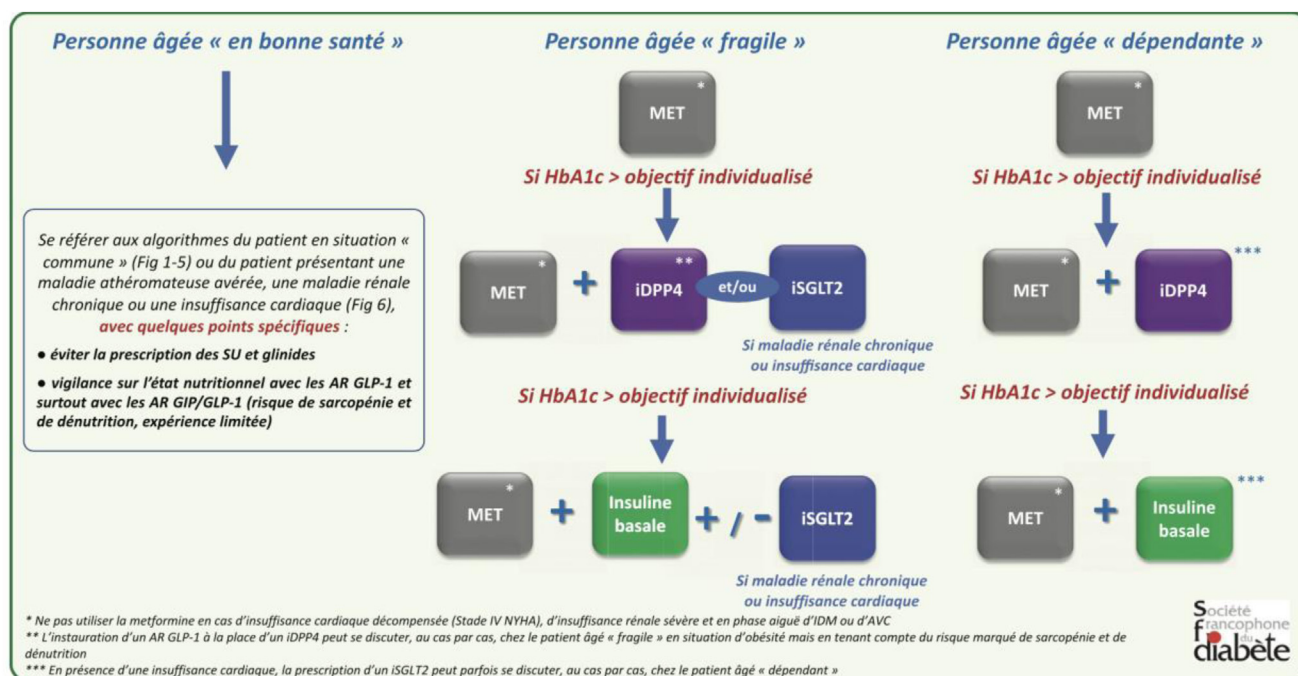 Personne âgée « en bonne santé »
Se référer aux algorithmes du patient en situation «
commune » (Fig 1-5) ou du patient présentant une
maladie athéromateuse avérée, une maladie rénale
chronique ou une insuffisance cardiaque (Fig 6),
avec quelques points spécifiques :
● éviter la prescription des SU et glinides
● vigilance sur l’état nutritionnel avec les AR GLP-1 et
surtout avec les AR GIP/GLP-1 (risque de sarcopénie et
de dénutrition, expérience limitée)
Personne âgée « fragile »
MET *
Si HbA1c > objectif individualisé
MET * + iDPP4 ** et/ou iSGLT2
Si maladie rénale chronique
ou insuffisance cardiaque
Si HbA1c > objectif individualisé
MET * + Insuline basale + / - iSGLT2
Si maladie rénale chronique
ou insuffisance cardiaque
Personne âgée « dépendante »
MET *
Si HbA1c > objectif individualisé
MET * + iDPP4 ***
Si HbA1c > objectif individualisé
MET * + Insuline basale ***
* Ne pas utiliser la metformine en cas d’insuffisance cardiaque décompensée (Stade IV NYHA), d’insuffisance rénale sévère et en phase aiguë d’IDM ou d’AVC
** L’instauration d’un AR GLP-1 à la place d’un iDPP4 peut se discuter, au cas par cas, chez le patient âgé « fragile » en situation d’obésité mais en tenant compte du risque marqué de sarcopénie et de
dénutrition
*** En présence d’une insuffisance cardiaque, la prescription d’un iSGLT2 peut parfois se discuter, au cas par cas, chez le patient âgé « dépendant »
Société
francophone
du
diabète